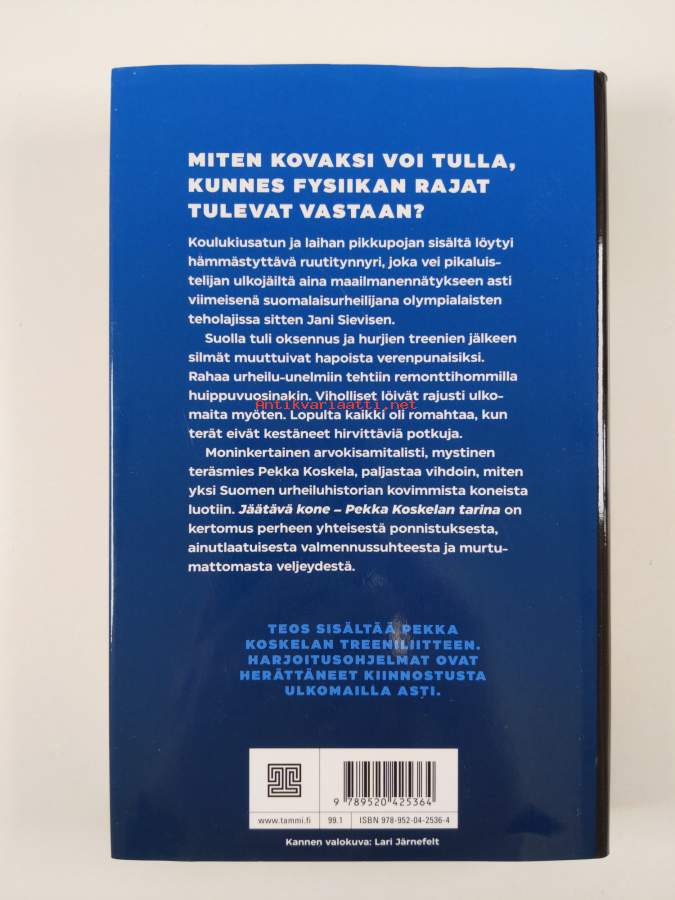 MITEN KOVAKSI VOI TULLA,
KUNNES FYSIIKAN RAJAT
TULEVAT VASTAAN?
Koulukiusatun ja laihan pikkupojan sisältä löytyi
hämmästyttävä ruutitynnyri, joka vei pikaluis-
telijan ulkojäiltä aina maailmanennätykseen asti
viimeisenä suomalaisurheilijana olympialaisten
teholajissa sitten Jani Sievisen.
Suolla tuli oksennus ja hurjien treenien jälkeen
silmät muuttuivat hapoista verenpunaisiksi.
Rahaa urheilu-unelmiin tehtiin remonttihommilla
huippuvuosinakin. Viholliset löivät rajusti ulko-
Antikvariaatti.net
maita myöten. Lopulta kaikki oli romahtaa, kun
terät eivät kestäneet hirvittäviä potkuja.
Moninkertainen arvokisamitalisti, mystinen
teräsmies Pekka Koskela, paljastaa vihdoin, miten
yksi Suomen urheiluhistorian kovimmista koneista
luotiin. Jäätävä kone – Pekka Koskelan tarina on
kertomus perheen yhteisestä ponnistuksesta,
ainutlaatuisesta valmennussuhteesta ja murtu-
mattomasta veljeydestä.
TEOS SISÄLTÄÄ PEKKA
KOSKELAN TREENILIITTEEN.
HARJOITUSOHJELMAT OVAT
HERÄTTÄNEET KIINNOSTUSTA
ULKOMAILLA ASTI.
9 789520 425364
www.tammi.fi
99.1
ISBN 978-952-04-2536-4
Kannen valokuva: Lari Järnefelt